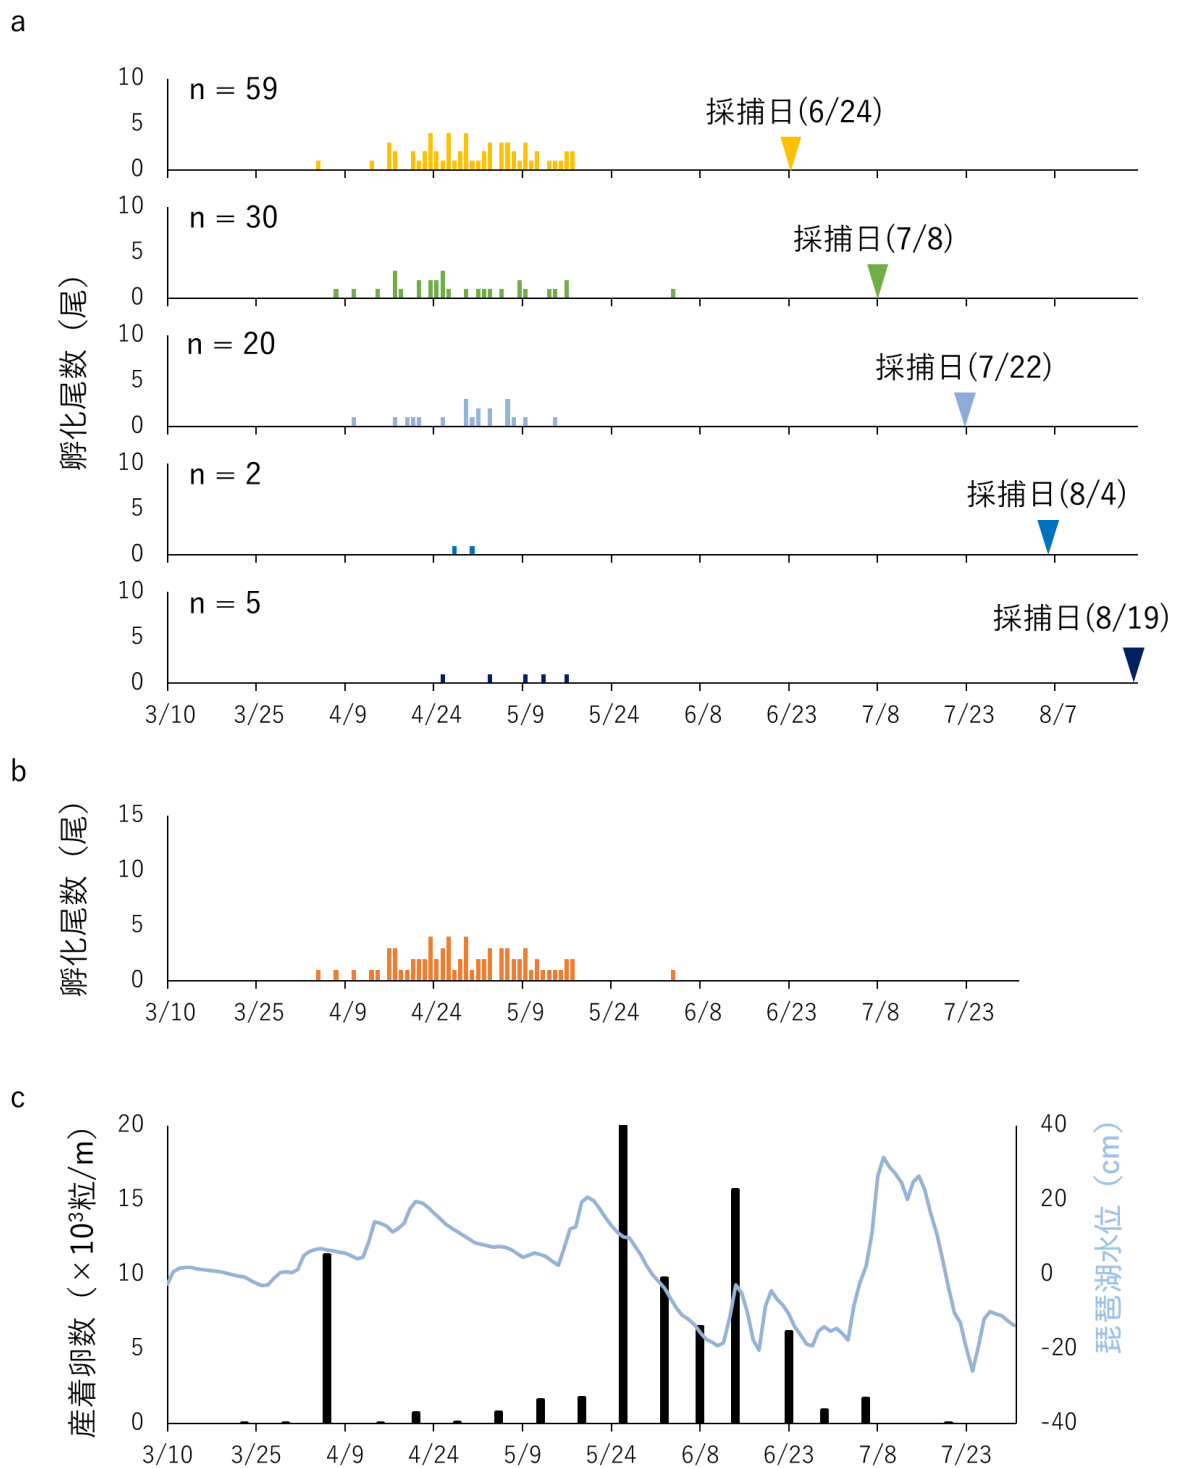 a
孵化尾数（尾）
10
5
0
n = 59
採捕日(6/24)
10
5
0
n = 30
採捕日(7/8)
10
5
0
n = 20
採捕日(7/22)
10
5
0
n = 2
採捕日(8/4)
10
5
0
n = 5
採捕日(8/19)
3/10 3/25 4/9 4/24 5/9 5/24 6/8 6/23 7/8 7/23 8/7
b
孵化尾数（尾）
15
10
5
0
3/10 3/25 4/9 4/24 5/9 5/24 6/8 6/23 7/8 7/23
c
産着卵数（×10³粒/m）
20
15
10
5
0
40
20
0
-20
-40
琵琶湖水位（cm）
3/10 3/25 4/9 4/24 5/9 5/24 6/8 6/23 7/8 7/23